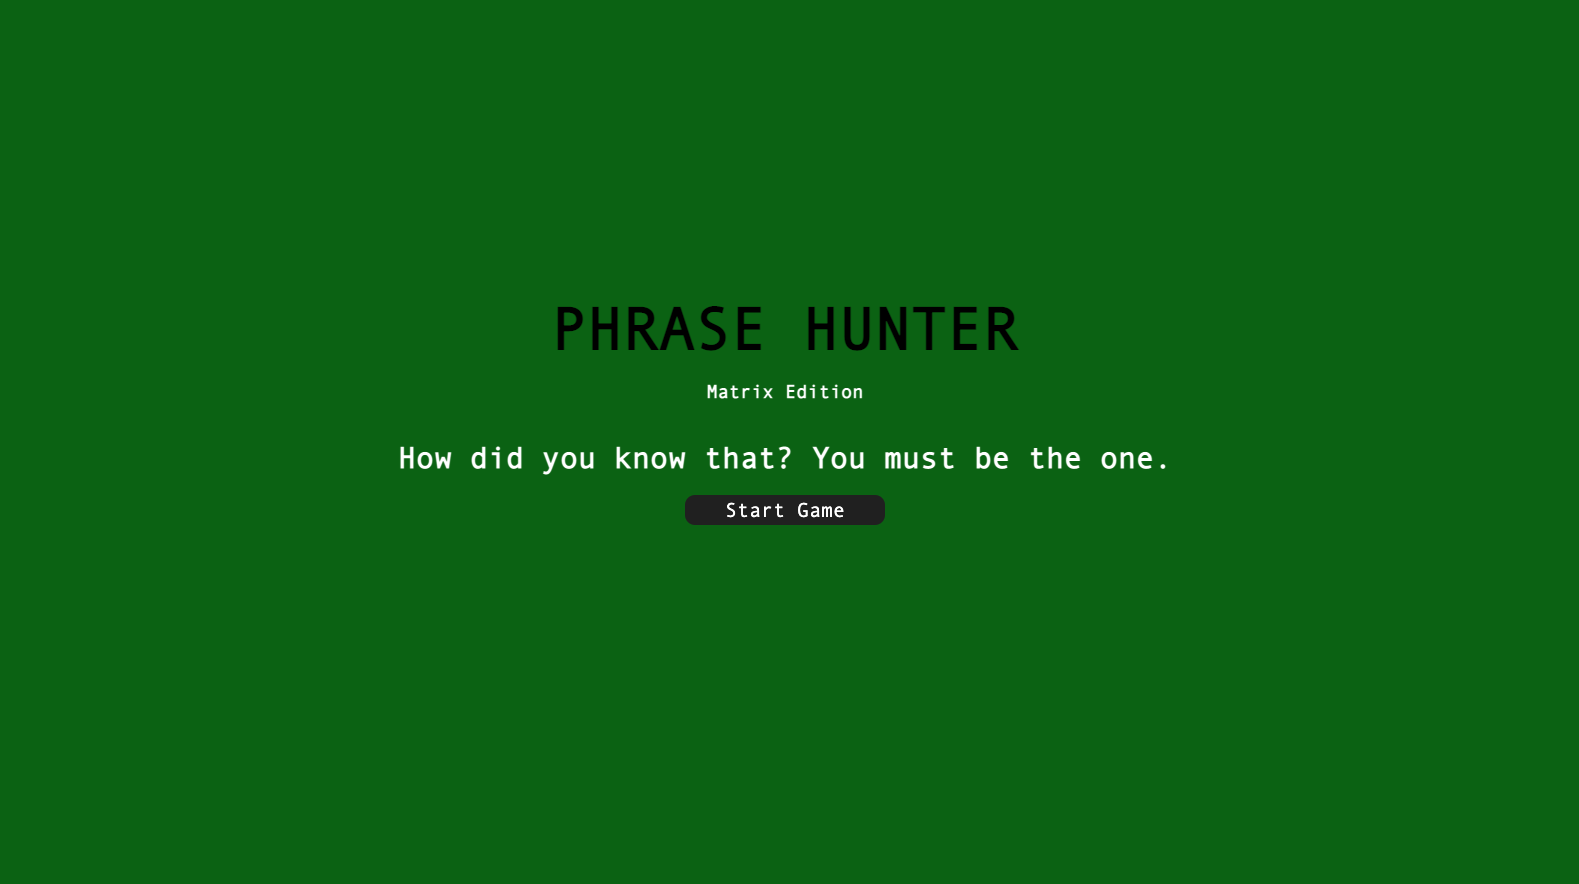 PHRASE HUNTER
Matrix Edition
How did you know that? You must be the one.
Start Game